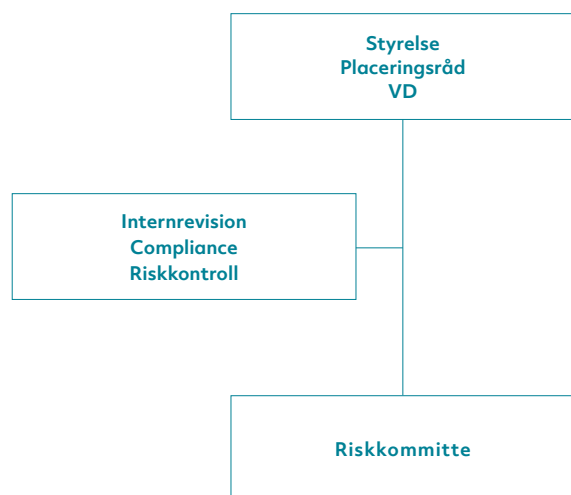 Styrelse
Placeringsråd
VD
Internrevision
Compliance
Riskkontroll
Riskkommitte